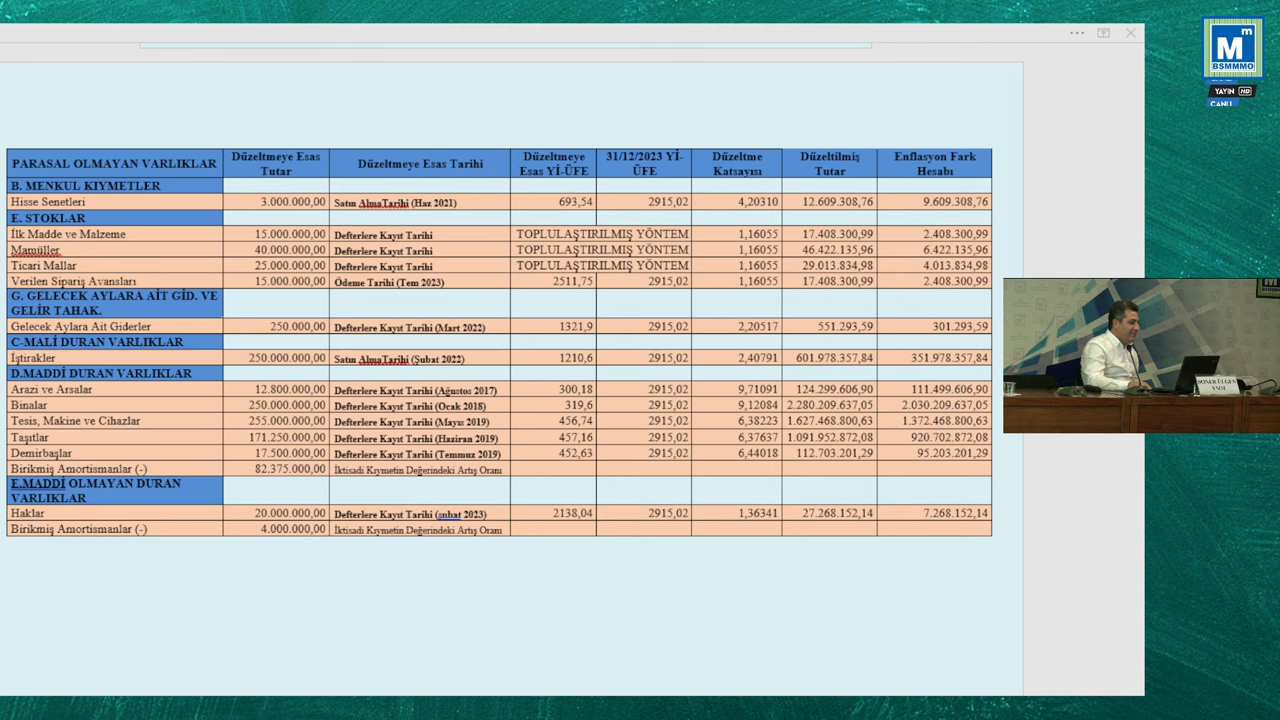 M m
BSMMMO
YAYIN HD
CANLI
PARASAL OLMAYAN VARLIKLAR Düzeltmeye Esas Tutar Düzeltmeye Esas Tarihi Düzeltmeye Esas Yİ-ÜFE 31/12/2023 Yİ-ÜFE Düzeltme Katsayısı Düzeltilmiş Tutar Enflasyon Fark Hesabı
B. MENKUL KIYMETLER
Hisse Senetleri 3.000.000,00 Satın AlmaTarihi (Haz 2021) 693,54 2915,02 4,20310 12.609.308,76 9.609.308,76
E. STOKLAR
İlk Madde ve Malzeme 15.000.000,00 Defterlere Kayıt Tarihi TOPLULAŞTIRILMIŞ YÖNTEM 1,16055 17.408.300,99 2.408.300,99
Mamüller 40.000.000,00 Defterlere Kayıt Tarihi TOPLULAŞTIRILMIŞ YÖNTEM 1,16055 46.422.135,96 6.422.135,96
Ticari Mallar 25.000.000,00 Defterlere Kayıt Tarihi TOPLULAŞTIRILMIŞ YÖNTEM 1,16055 29.013.834,98 4.013.834,98
Verilen Sipariş Avansları 15.000.000,00 Ödeme Tarihi (Tem 2023) 2511,75 2915,02 1,16055 17.408.300,99 2.408.300,99
G. GELECEK AYLARA AİT GİD. VE
GELİR TAHAK.
Gelecek Aylara Ait Giderler 250.000,00 Defterlere Kayıt Tarihi (Mart 2022) 1321,9 2915,02 2,20517 551.293,59 301.293,59
C-MALİ DURAN VARLIKLAR
İştirakler 250.000.000,00 Satın AlmaTarihi (Şubat 2022) 1210,6 2915,02 2,40791 601.978.357,84 351.978.357,84
D.MADDİ DURAN VARLIKLAR
Arazi ve Arsalar 12.800.000,00 Defterlere Kayıt Tarihi (Ağustos 2017) 300,18 2915,02 9,71091 124.299.606,90 111.499.606,90
Binalar 250.000.000,00 Defterlere Kayıt Tarihi (Ocak 2018) 319,6 2915,02 9,12084 2.280.209.637,05 2.030.209.637,05
Tesis, Makine ve Cihazlar 255.000.000,00 Defterlere Kayıt Tarihi (Mayıs 2019) 456,74 2915,02 6,38223 1.627.468.800,63 1.372.468.800,63
Taşıtlar 171.250.000,00 Defterlere Kayıt Tarihi (Haziran 2019) 457,16 2915,02 6,37637 1.091.952.872,08 920.702.872,08
Demirbaşlar 17.500.000,00 Defterlere Kayıt Tarihi (Temmuz 2019) 452,63 2915,02 6,44018 112.703.201,29 95.203.201,29
Birikmiş Amortismanlar (-) 82.375.000,00 İktisadi Kıymetin Değerindeki Artış Oranı
E.MADDİ OLMAYAN DURAN
VARLIKLAR
Haklar 20.000.000,00 Defterlere Kayıt Tarihi (şubat 2023) 2138,04 2915,02 1,36341 27.268.152,14 7.268.152,14
Birikmiş Amortismanlar (-) 4.000.000,00 İktisadi Kıymetin Değerindeki Artış Oranı